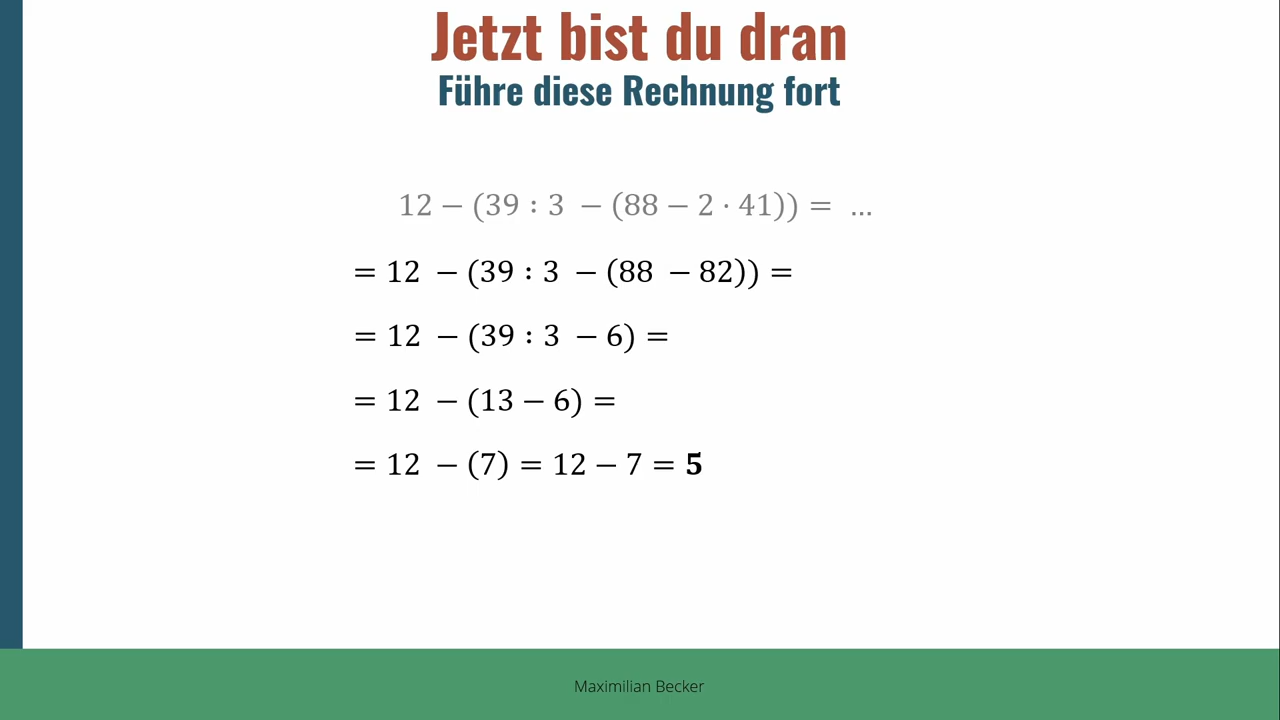 Jetzt bist du dran
Führe diese Rechnung fort
12 − (39 : 3 − (88 − 2 · 41)) = ...
= 12 − (39 : 3 − (88 − 82)) =
= 12 − (39 : 3 − 6) =
= 12 − (13 − 6) =
= 12 − (7) = 12 − 7 = 5
Maximilian Becker